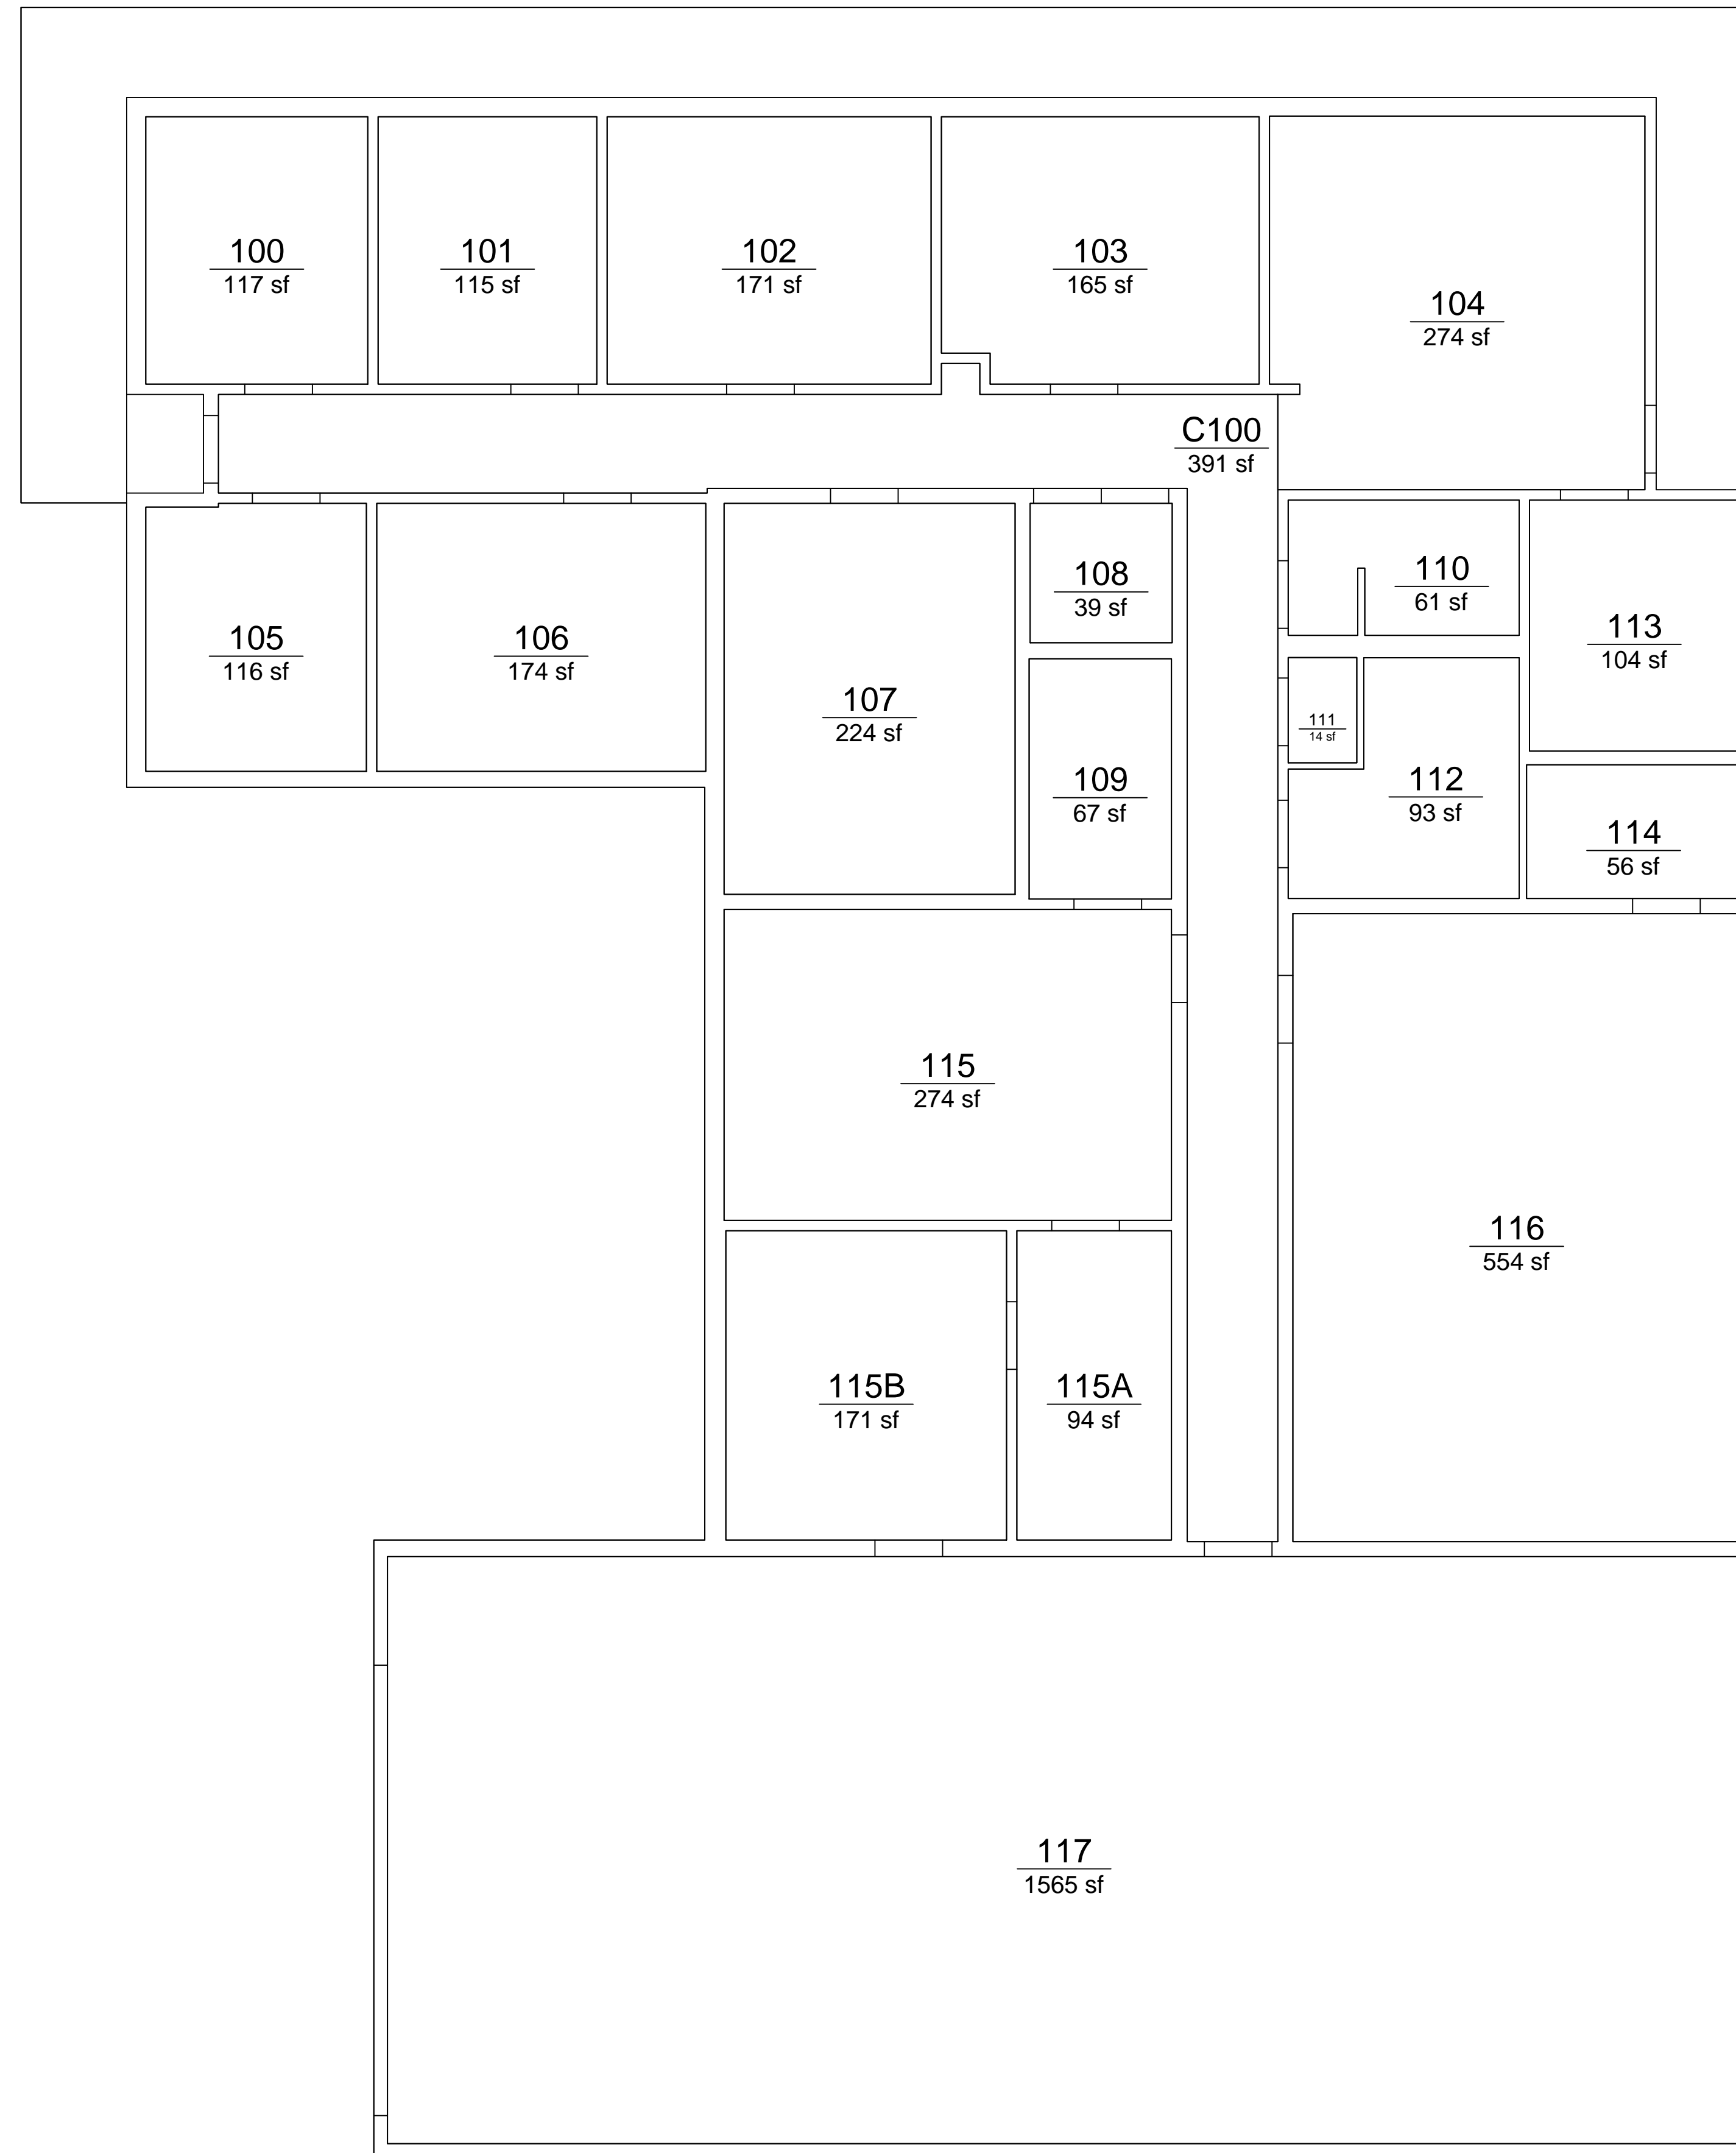 100
117 sf
101
115 sf
102
171 sf
103
165 sf
104
274 sf
C100
391 sf
105
116 sf
106
174 sf
107
224 sf
108
39 sf
109
67 sf
110
61 sf
111
14 sf
112
93 sf
113
104 sf
114
56 sf
115
274 sf
116
554 sf
115B
171 sf
115A
94 sf
117
1565 sf